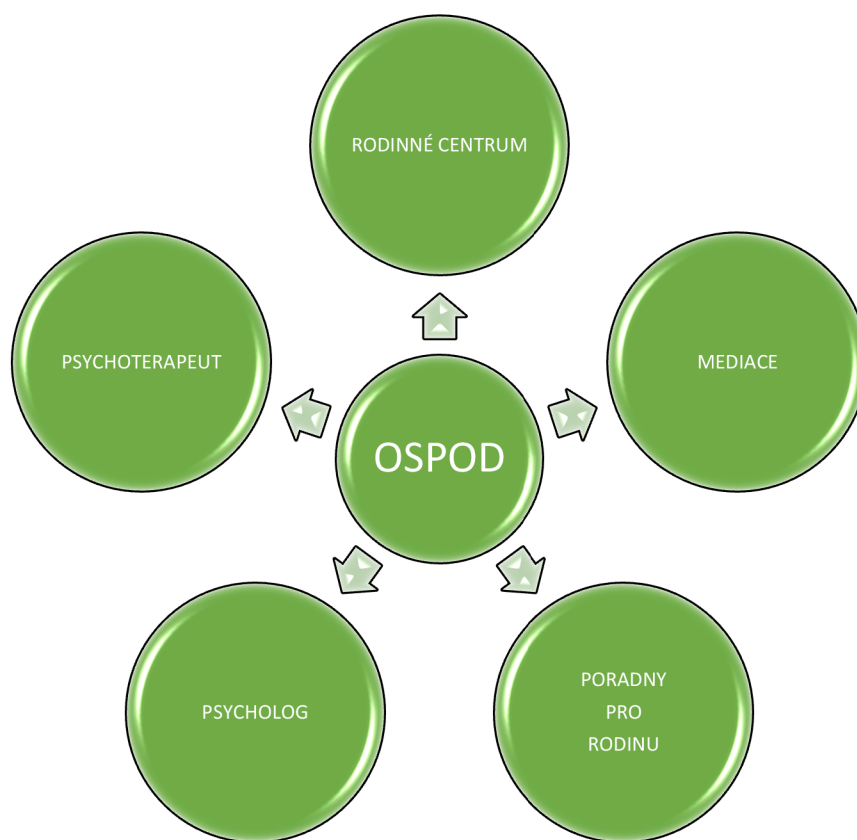 RODINNÉ CENTRUM
PSYCHOTERAPEUT
MEDIACE
OSPOD
PSYCHOLOG
PORADNY
PRO
RODINU